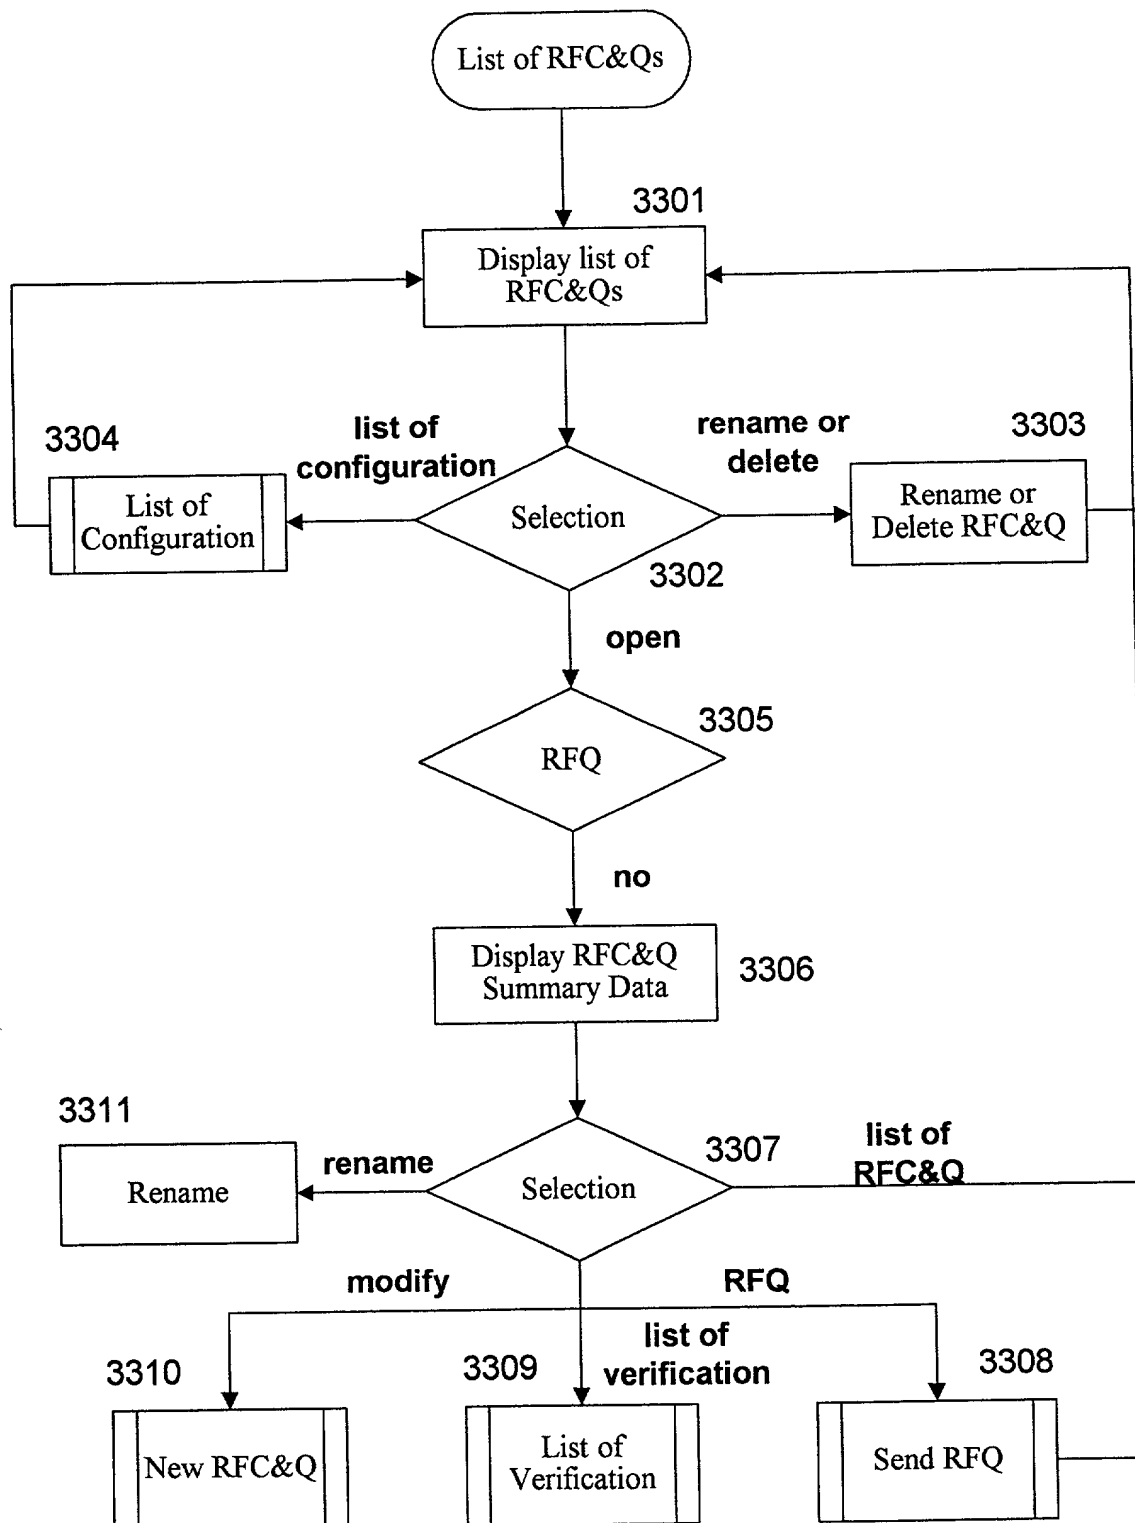 List of RFC&Qs
3301
Display list of
RFC&Qs
3304
list of
configuration
rename or
delete
3303
List of
Configuration
Selection
Rename or
Delete RFC&Q
3302
open
3305
RFQ
no
Display RFC&Q
Summary Data
3306
3311
rename
3307
list of
RFC&Q
Rename
Selection
modify
RFQ
3310
3309
list of
verification
3308
New RFC&Q
List of
Verification
Send RFQ